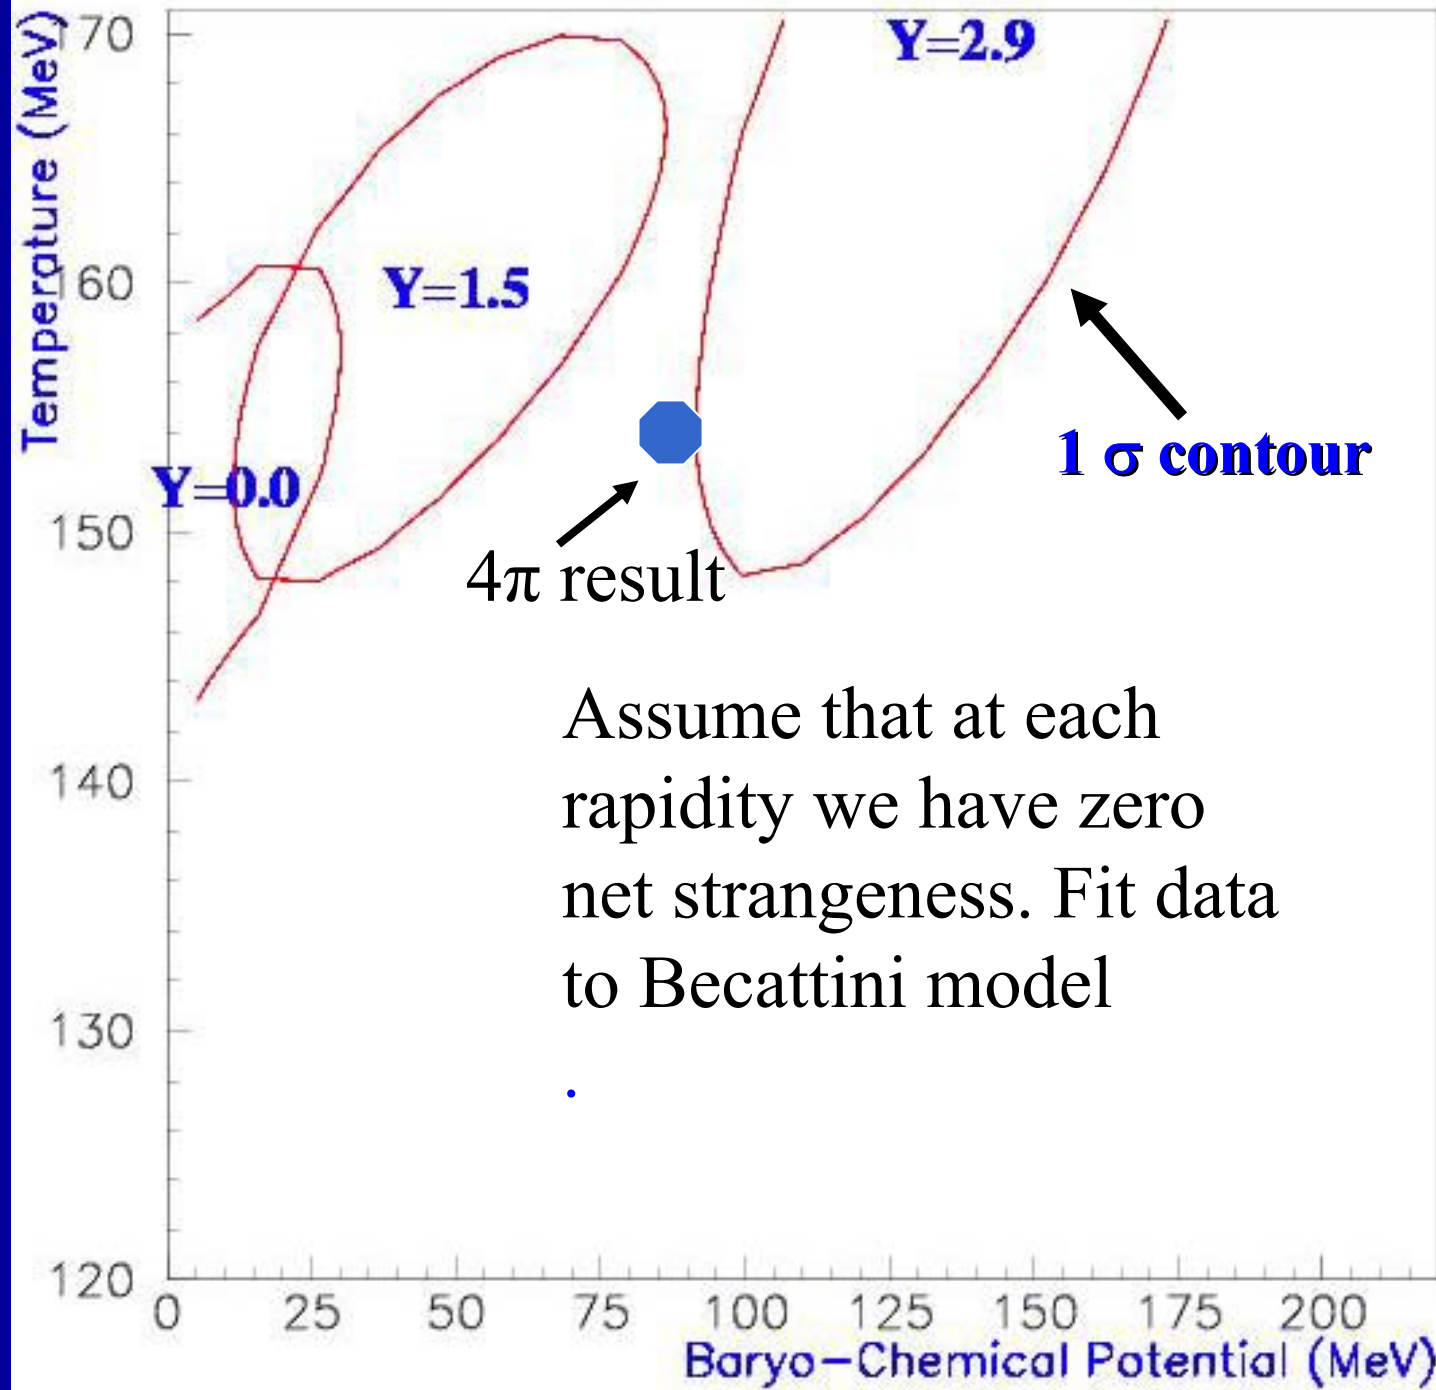 Temperature (MeV)
170
160
150
140
130
120
Y=2.9
Y=1.5
Y=0.0
1 σ contour
4π result
Assume that at each
rapidity we have zero
net strangeness. Fit data
to Becattini model
.
0 25 50 75 100 125 150 175 200
Baryo-Chemical Potential (MeV)